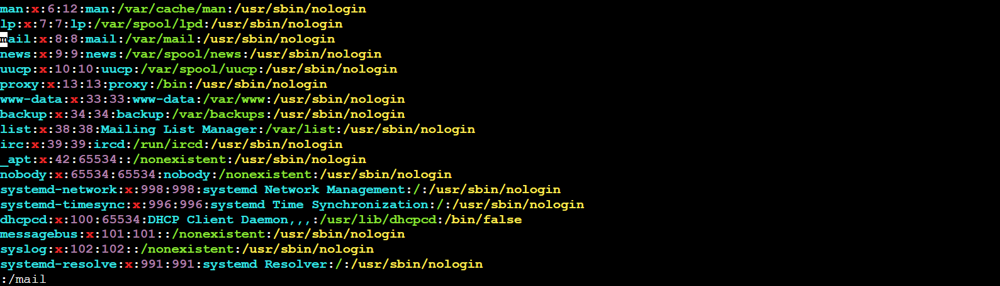 man:x:6:12:man:/var/cache/man:/usr/sbin/nologin
lp:x:7:7:lp:/var/spool/lpd:/usr/sbin/nologin
mail:x:8:8:mail:/var/mail:/usr/sbin/nologin
news:x:9:9:news:/var/spool/news:/usr/sbin/nologin
uucp:x:10:10:uucp:/var/spool/uucp:/usr/sbin/nologin
proxy:x:13:13:proxy:/bin:/usr/sbin/nologin
www-data:x:33:33:www-data:/var/www:/usr/sbin/nologin
backup:x:34:34:backup:/var/backups:/usr/sbin/nologin
list:x:38:38:Mailing List Manager:/var/list:/usr/sbin/nologin
irc:x:39:39:ircd:/run/ircd:/usr/sbin/nologin
_apt:x:42:65534::/nonexistent:/usr/sbin/nologin
nobody:x:65534:65534:nobody:/nonexistent:/usr/sbin/nologin
systemd-network:x:998:998:systemd Network Management:/:/usr/sbin/nologin
systemd-timesync:x:996:996:systemd Time Synchronization:/:/usr/sbin/nologin
dhcpcd:x:100:65534:DHCP Client Daemon,,,:/usr/lib/dhcpcd:/bin/false
messagebus:x:101:101::/nonexistent:/usr/sbin/nologin
syslog:x:102:102::/nonexistent:/usr/sbin/nologin
systemd-resolve:x:991:991:systemd Resolver:/:/usr/sbin/nologin
:/mail